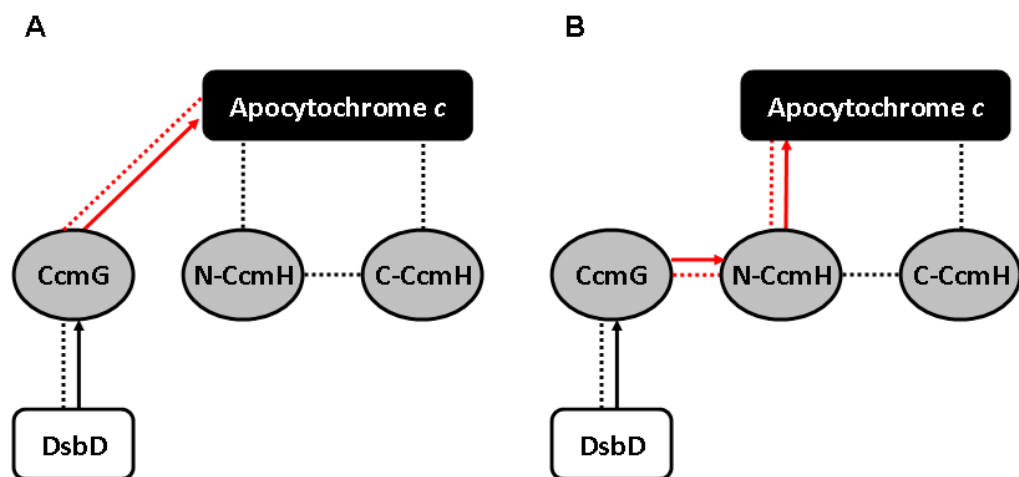 A
Apocytochrome c
CcmG
N-CcmH
C-CcmH
DsbD
B
Apocytochrome c
CcmG
N-CcmH
C-CcmH
DsbD